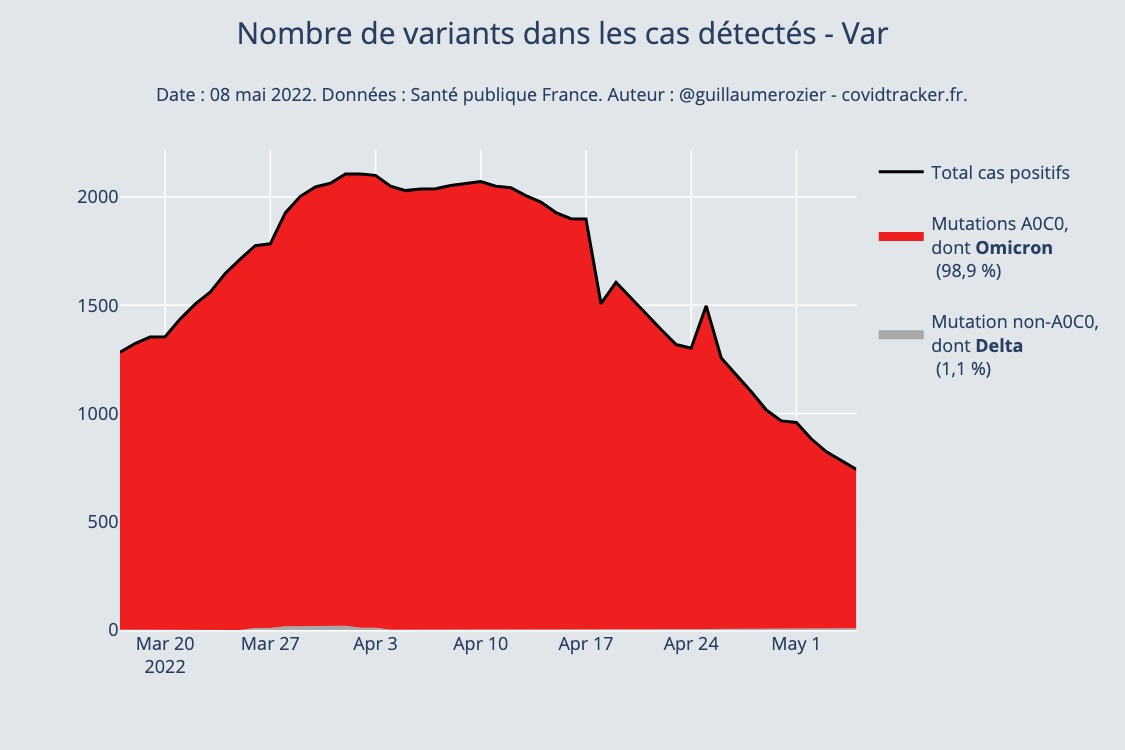 Nombre de variants dans les cas détectés - Var
Date : 08 mai 2022. Données : Santé publique France. Auteur : @guillaumerozier - covidtracker.fr.
2000
1500
1000
500
0
Mar 20
2022
Mar 27
Apr 3
Apr 10
Apr 17
Apr 24
May 1
Total cas positifs
Mutations A0C0,
dont Omicron
(98,9 %)
Mutation non-A0C0,
dont Delta
(1,1 %)